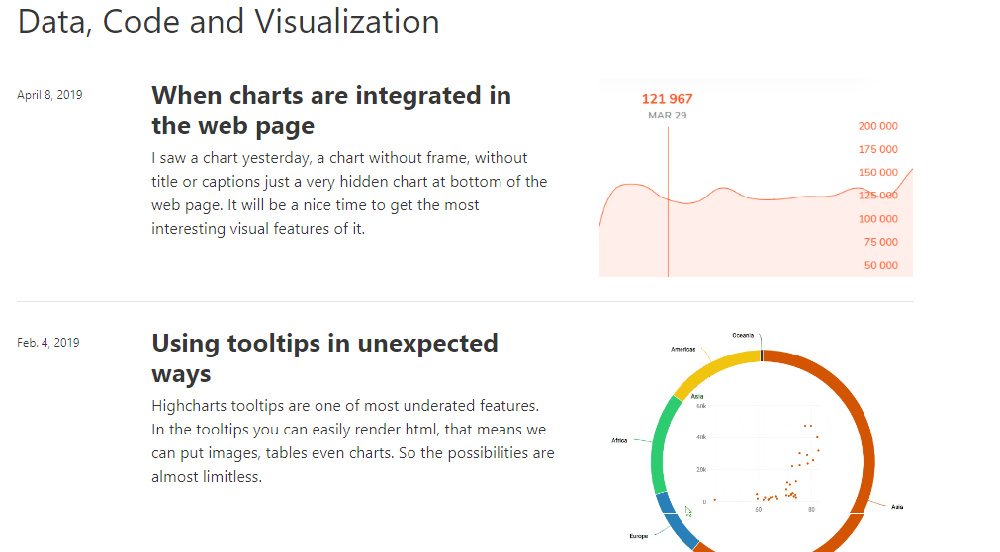 Data, Code and Visualization
April 8, 2019
When charts are integrated in
the web page
I saw a chart yesterday, a chart without frame, without
title or captions just a very hidden chart at bottom of the
web page. It will be a nice time to get the most
interesting visual features of it.
121 967
MAR 29
200 000
175 000
150 000
125 000
100 000
75 000
50 000
Feb. 4, 2019
Using tooltips in unexpected
ways
Highcharts tooltips are one of most underated features.
In the tooltips you can easily render html, that means we
can put images, tables even charts. So the possibilities are
almost limitless.
Oceania
Americas
Asia
60k
Africa
40k
20k
0
60
80
Asia
Europe